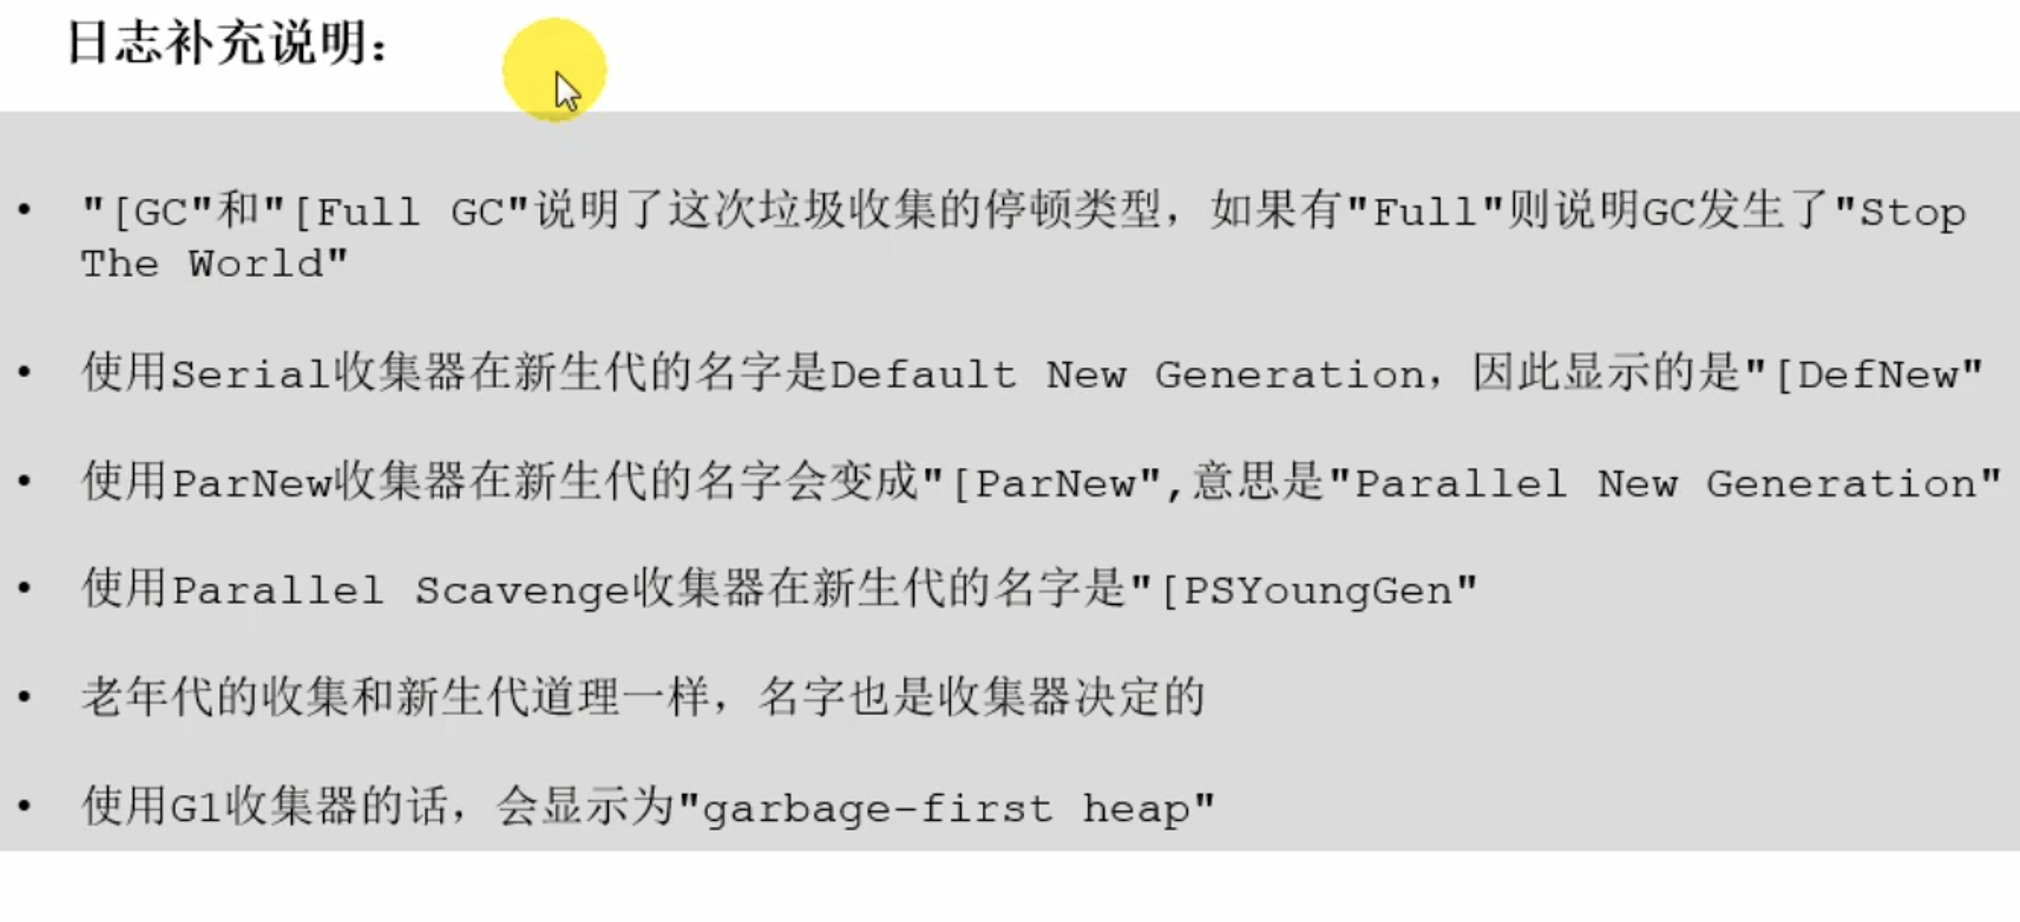 日志补充说明：
• "[GC"和"[Full GC"说明了这次垃圾收集的停顿类型，如果有"Full"则说明GC发生了"Stop
The World"
• 使用Serial收集器在新生代的名字是Default New Generation，因此显示的是"[DefNew"
• 使用ParNew收集器在新生代的名字会变成"[ParNew",意思是"Parallel New Generation"
• 使用Parallel Scavenge收集器在新生代的名字是"[PSYoungGen"
• 老年代的收集和新生代道理一样，名字也是收集器决定的
• 使用G1收集器的话，会显示为"garbage-first heap"